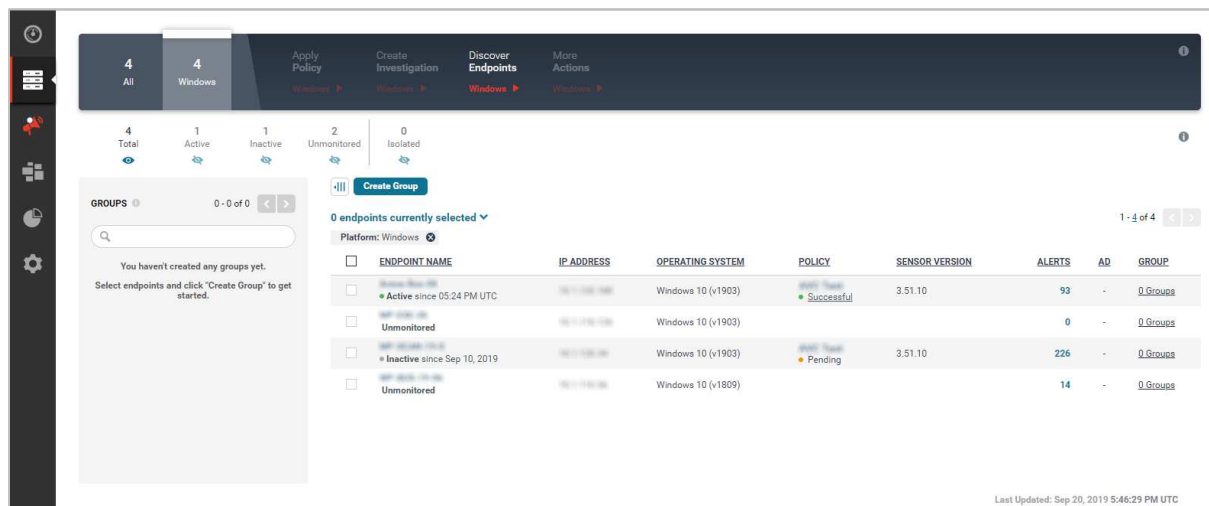 4 4 Apply Create Discover More
All Windows Policy Investigation Endpoints Actions
Windows Windows Windows Windows
4 1 1 2 0
Total Active Inactive Unmonitored Isolated
Create Group
GROUPS 0 - 0 of 0
0 endpoints currently selected 1 - 4 of 4
Platform: Windows
You haven't created any groups yet.
Select endpoints and click "Create Group" to get
started.
ENDPOINT NAME IP ADDRESS OPERATING SYSTEM POLICY SENSOR VERSION ALERTS AD GROUP
Active since 05:24 PM UTC Windows 10 (v1903) Successful 3.51.10 93 - 0 Groups
Unmonitored Windows 10 (v1903) 0 - 0 Groups
Inactive since Sep 10, 2019 Windows 10 (v1903) Pending 3.51.10 226 - 0 Groups
Unmonitored Windows 10 (v1809) 14 - 0 Groups
Last Updated: Sep 20, 2019 5:46:29 PM UTC